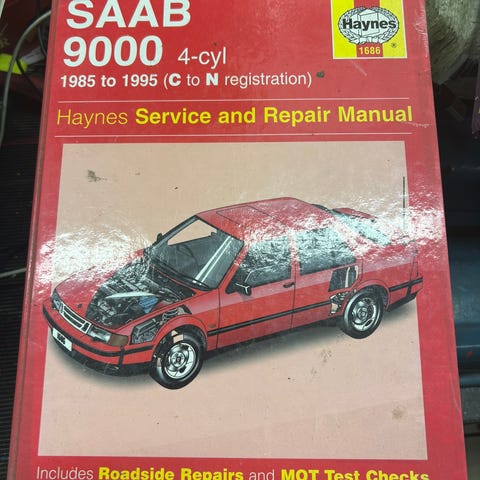 SAAB
9000 4-cyl
1985 to 1995 (C to N registration)
Haynes
1686
Haynes Service and Repair Manual
Includes Roadside Repairs and MOT Test Checks